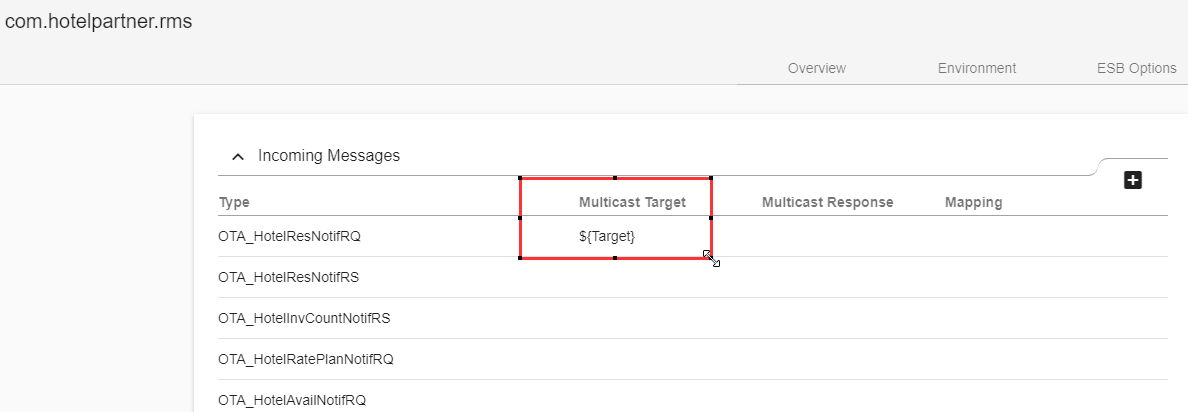 com.hotelpartner.rms
Overview Environment ESB Options
Incoming Messages
Type Multicast Target Multicast Response Mapping
OTA_HotelResNotifRQ ${Target}
OTA_HotelResNotifRS
OTA_HotelInvCountNotifRS
OTA_HotelRatePlanNotifRQ
OTA_HotelAvailNotifRQ